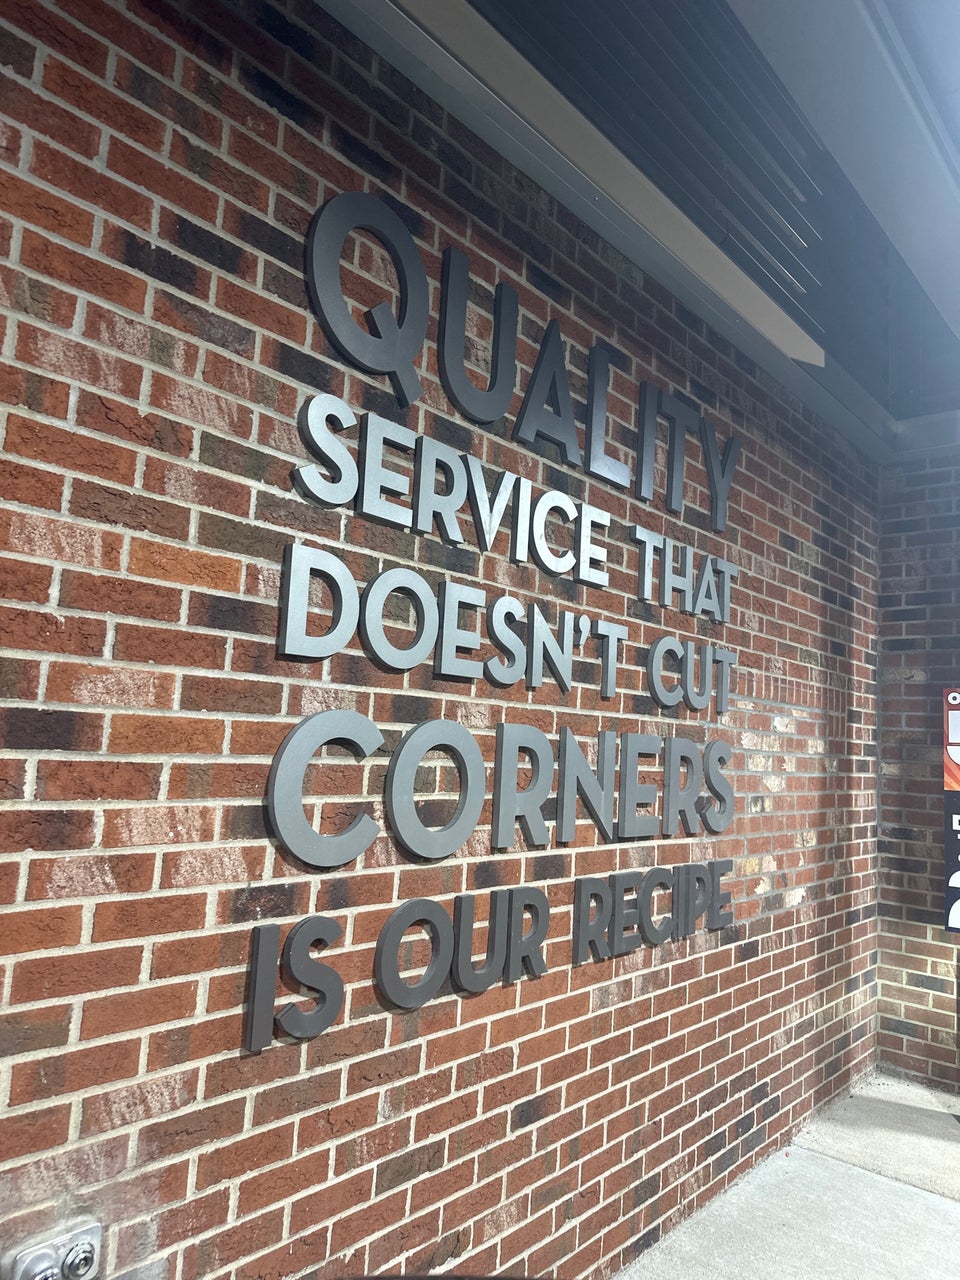 QUALITY
SERVICE THAT
DOESN'T CUT
CORNERS
IS OUR RECIPE